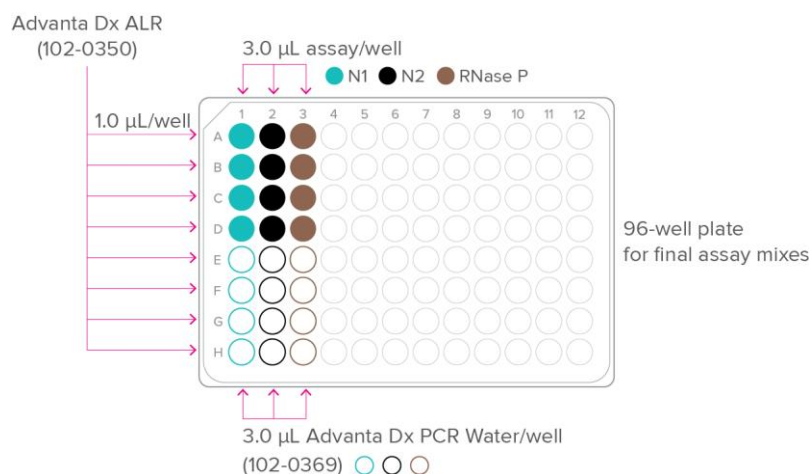 Advanta Dx ALR
(102-0350)
3.0 µL assay/well
N1 N2 RNase P
1.0 µL/well
1 2 3 4 5 6 7 8 9 10 11 12
A
B
C
D
E
F
G
H
96-well plate
for final assay mixes
3.0 µL Advanta Dx PCR Water/well
(102-0369)